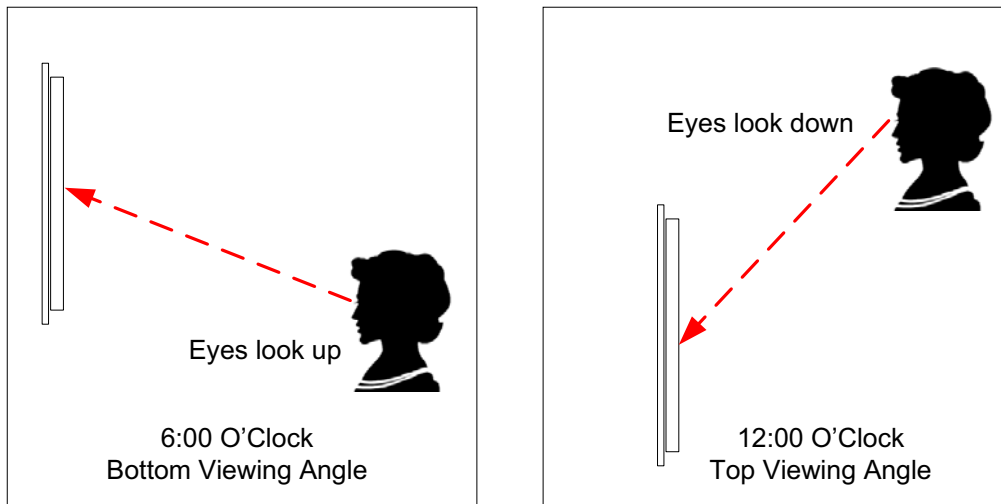 Eyes look up
6:00 O’Clock
Bottom Viewing Angle
Eyes look down
12:00 O’Clock
Top Viewing Angle